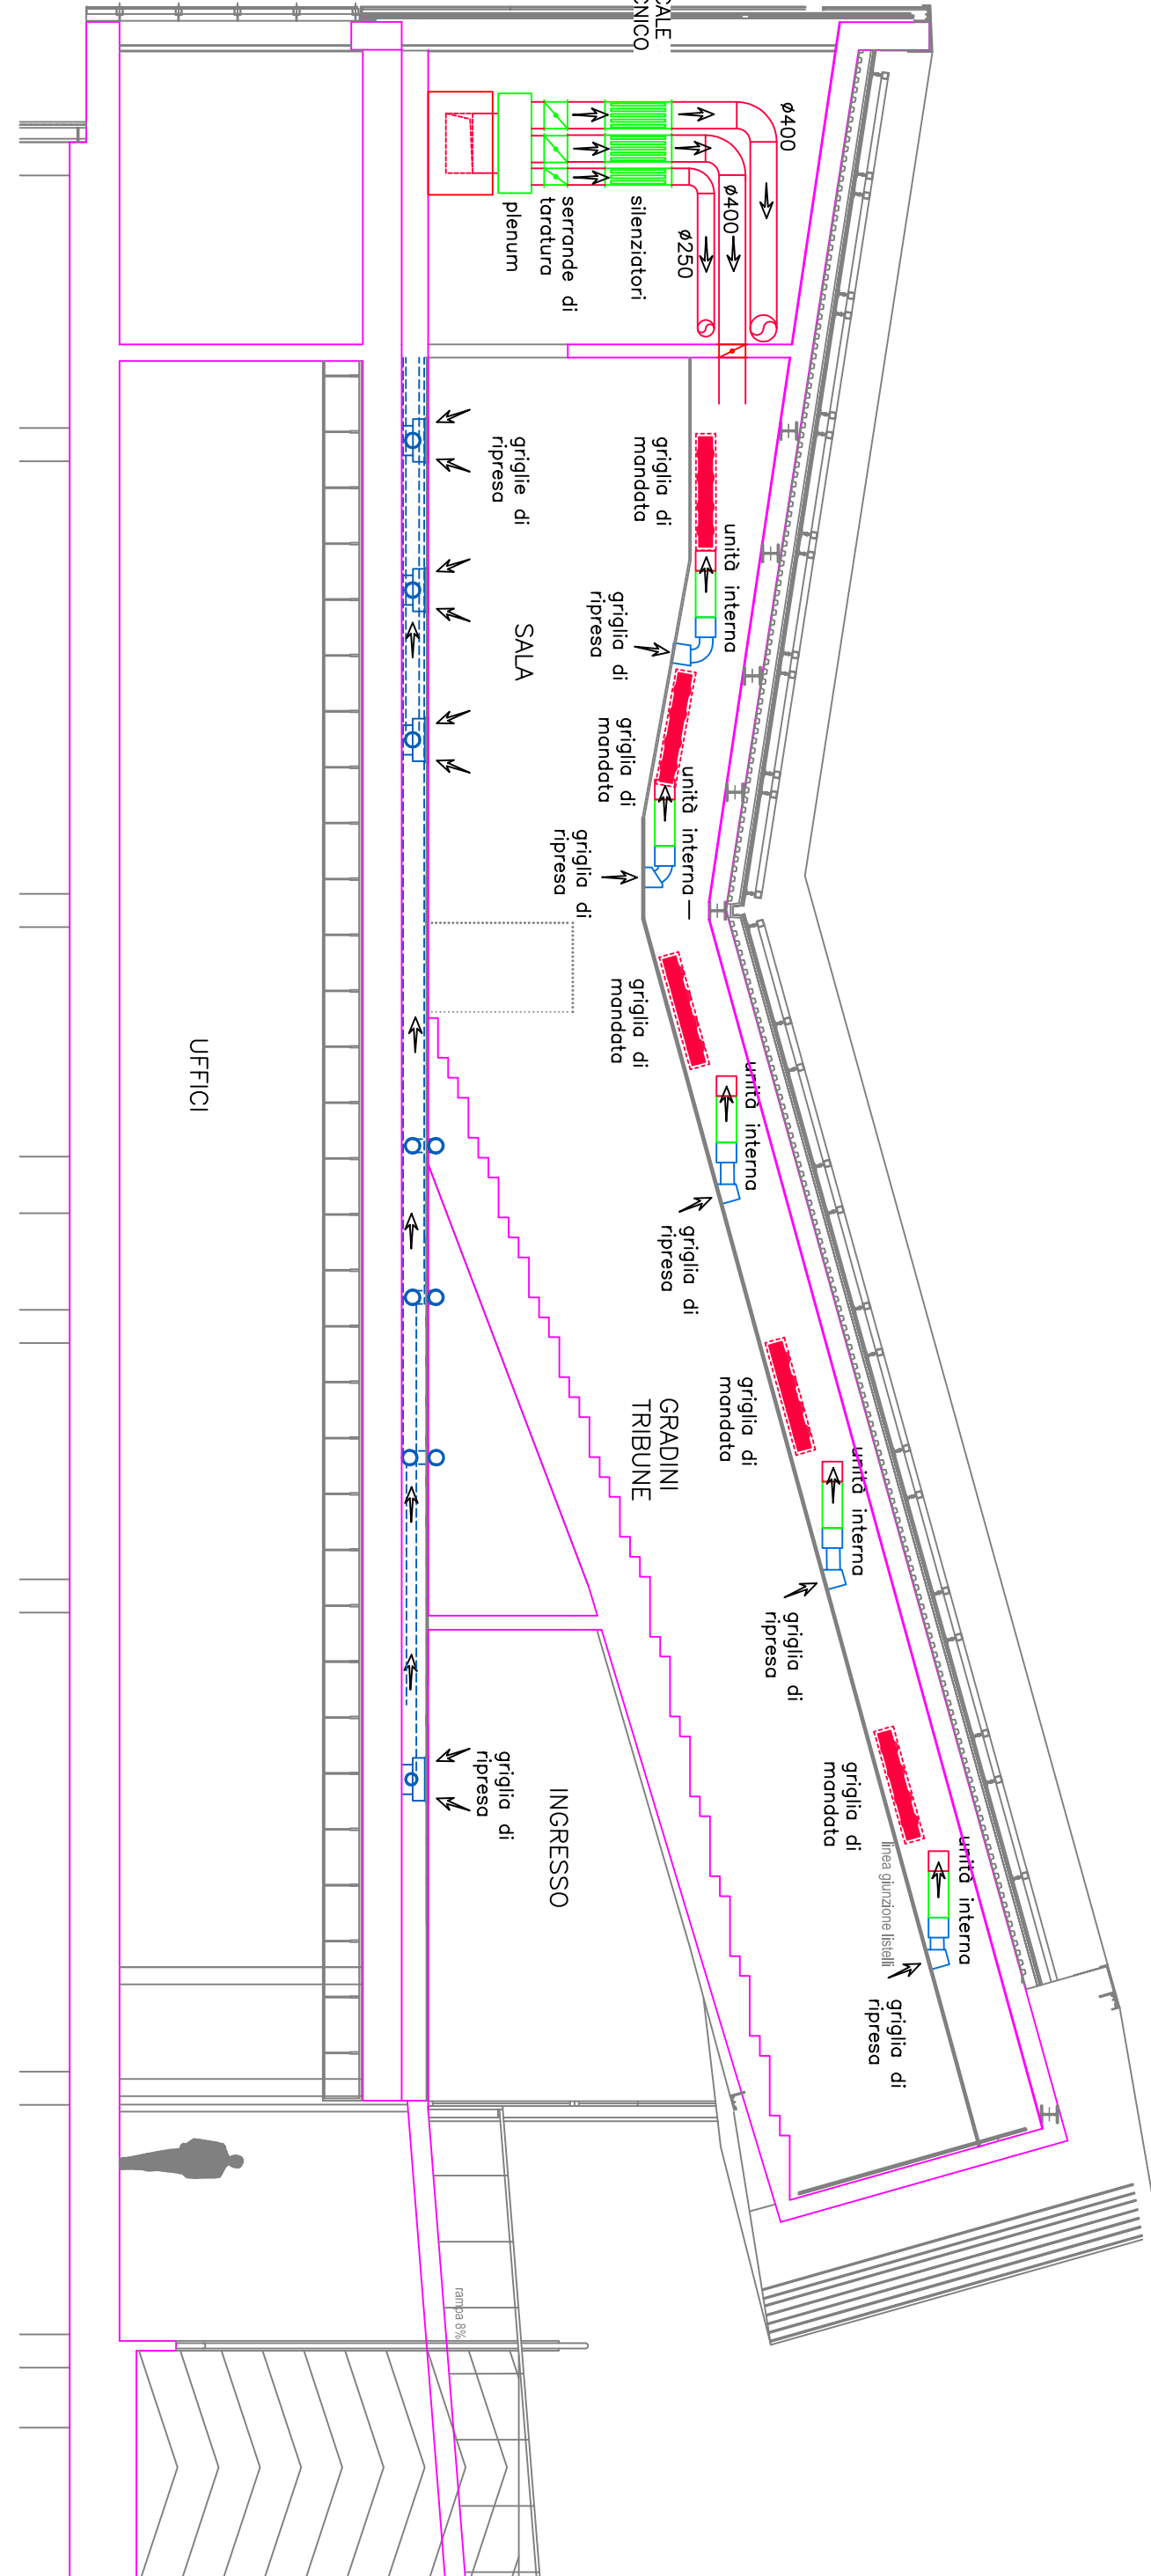 CALE
CNICO
ø400
ø400
ø250
silenziatori
serrande di
taratura
plenum
griglie di
ripresa
griglia di
mandata
unità interna
griglia di
ripresa
SALA
griglia di
mandata
unità interna
griglia di
ripresa
griglia di
mandata
unità interna
griglia di
ripresa
UFFICI
GRADINI
TRIBUNE
griglia di
mandata
unità interna
griglia di
ripresa
griglia di
ripresa
INGRESSO
griglia di
mandata
linea giunzione listelli
unità interna
griglia di
ripresa
rampa 8%